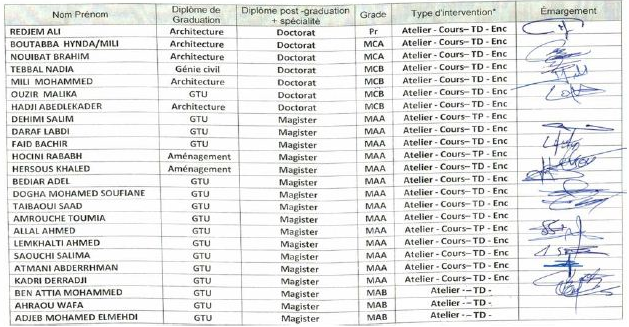 Nom Prénom Diplôme de Graduation Diplôme post -graduation + spécialité Grade Type d'intervention* Émargement
REDJEM ALI Architecture Doctorat Pr Atelier - Cours– TD - Enc
BOUTABBA HYNDA/MILI Architecture Doctorat MCA Atelier - Cours– TD - Enc
NOUIBAT BRAHIM Architecture Doctorat MCA Atelier - Cours– TD - Enc
TEBBAL NADIA Génie civil Doctorat MCB Atelier - Cours– TD - Enc
MILI MOHAMMED Architecture Doctorat MCB Atelier - Cours– TD - Enc
OUZIR MALIKA GTU Doctorat MCB Atelier - Cours– TD - Enc
HADJI ABEDLEKADER Architecture Doctorat MCB Atelier - Cours– TD - Enc
DEHIMI SALIM GTU Magister MAA Atelier - Cours– TP - Enc
DARAF LABDI GTU Magister MAA Atelier - Cours– TD - Enc
FAID BACHIR GTU Magister MAA Atelier - Cours– TD - Enc
HOCINI RABABH Aménagement Magister MAA Atelier - Cours– TP - Enc
HERSOUS KHALED Aménagement Magister MAA Atelier - Cours– TD - Enc
BEDIAR ADEL GTU Magister MAA Atelier - Cours– TD - Enc
DOGHA MOHAMED SOUFIANE GTU Magister MAA Atelier - Cours– TD - Enc
TAIBAOUI SAAD GTU Magister MAA Atelier - Cours– TD - Enc
AMROUCHE TOUMIA GTU Magister MAA Atelier - Cours– TD - Enc
ALLAL AHMED GTU Magister MAA Atelier - Cours– TP - Enc
LEMKHALTI AHMED GTU Magister MAA Atelier - Cours– TD - Enc
SAOUCHI SALIMA GTU Magister MAA Atelier - Cours– TD - Enc
ATMANI ABDERRHMAN GTU Magister MAA Atelier - Cours– TD - Enc
KADRI DERRADJI GTU Magister MAA Atelier - Cours– TD - Enc
BEN ATTIA MOHAMMED GTU Magister MAB Atelier - – TD -
AHRAOU WAFA GTU Magister MAB Atelier - – TD -
ADJEB MOHAMED ELMEHDI GTU Magister MAB Atelier - – TD -